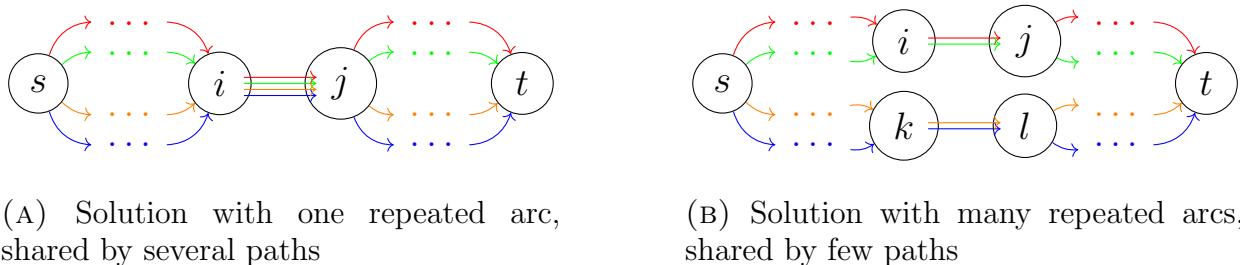 s
i
j
t
(A) Solution with one repeated arc,
shared by several paths
s
i
j
k
l
t
(B) Solution with many repeated arcs,
shared by few paths